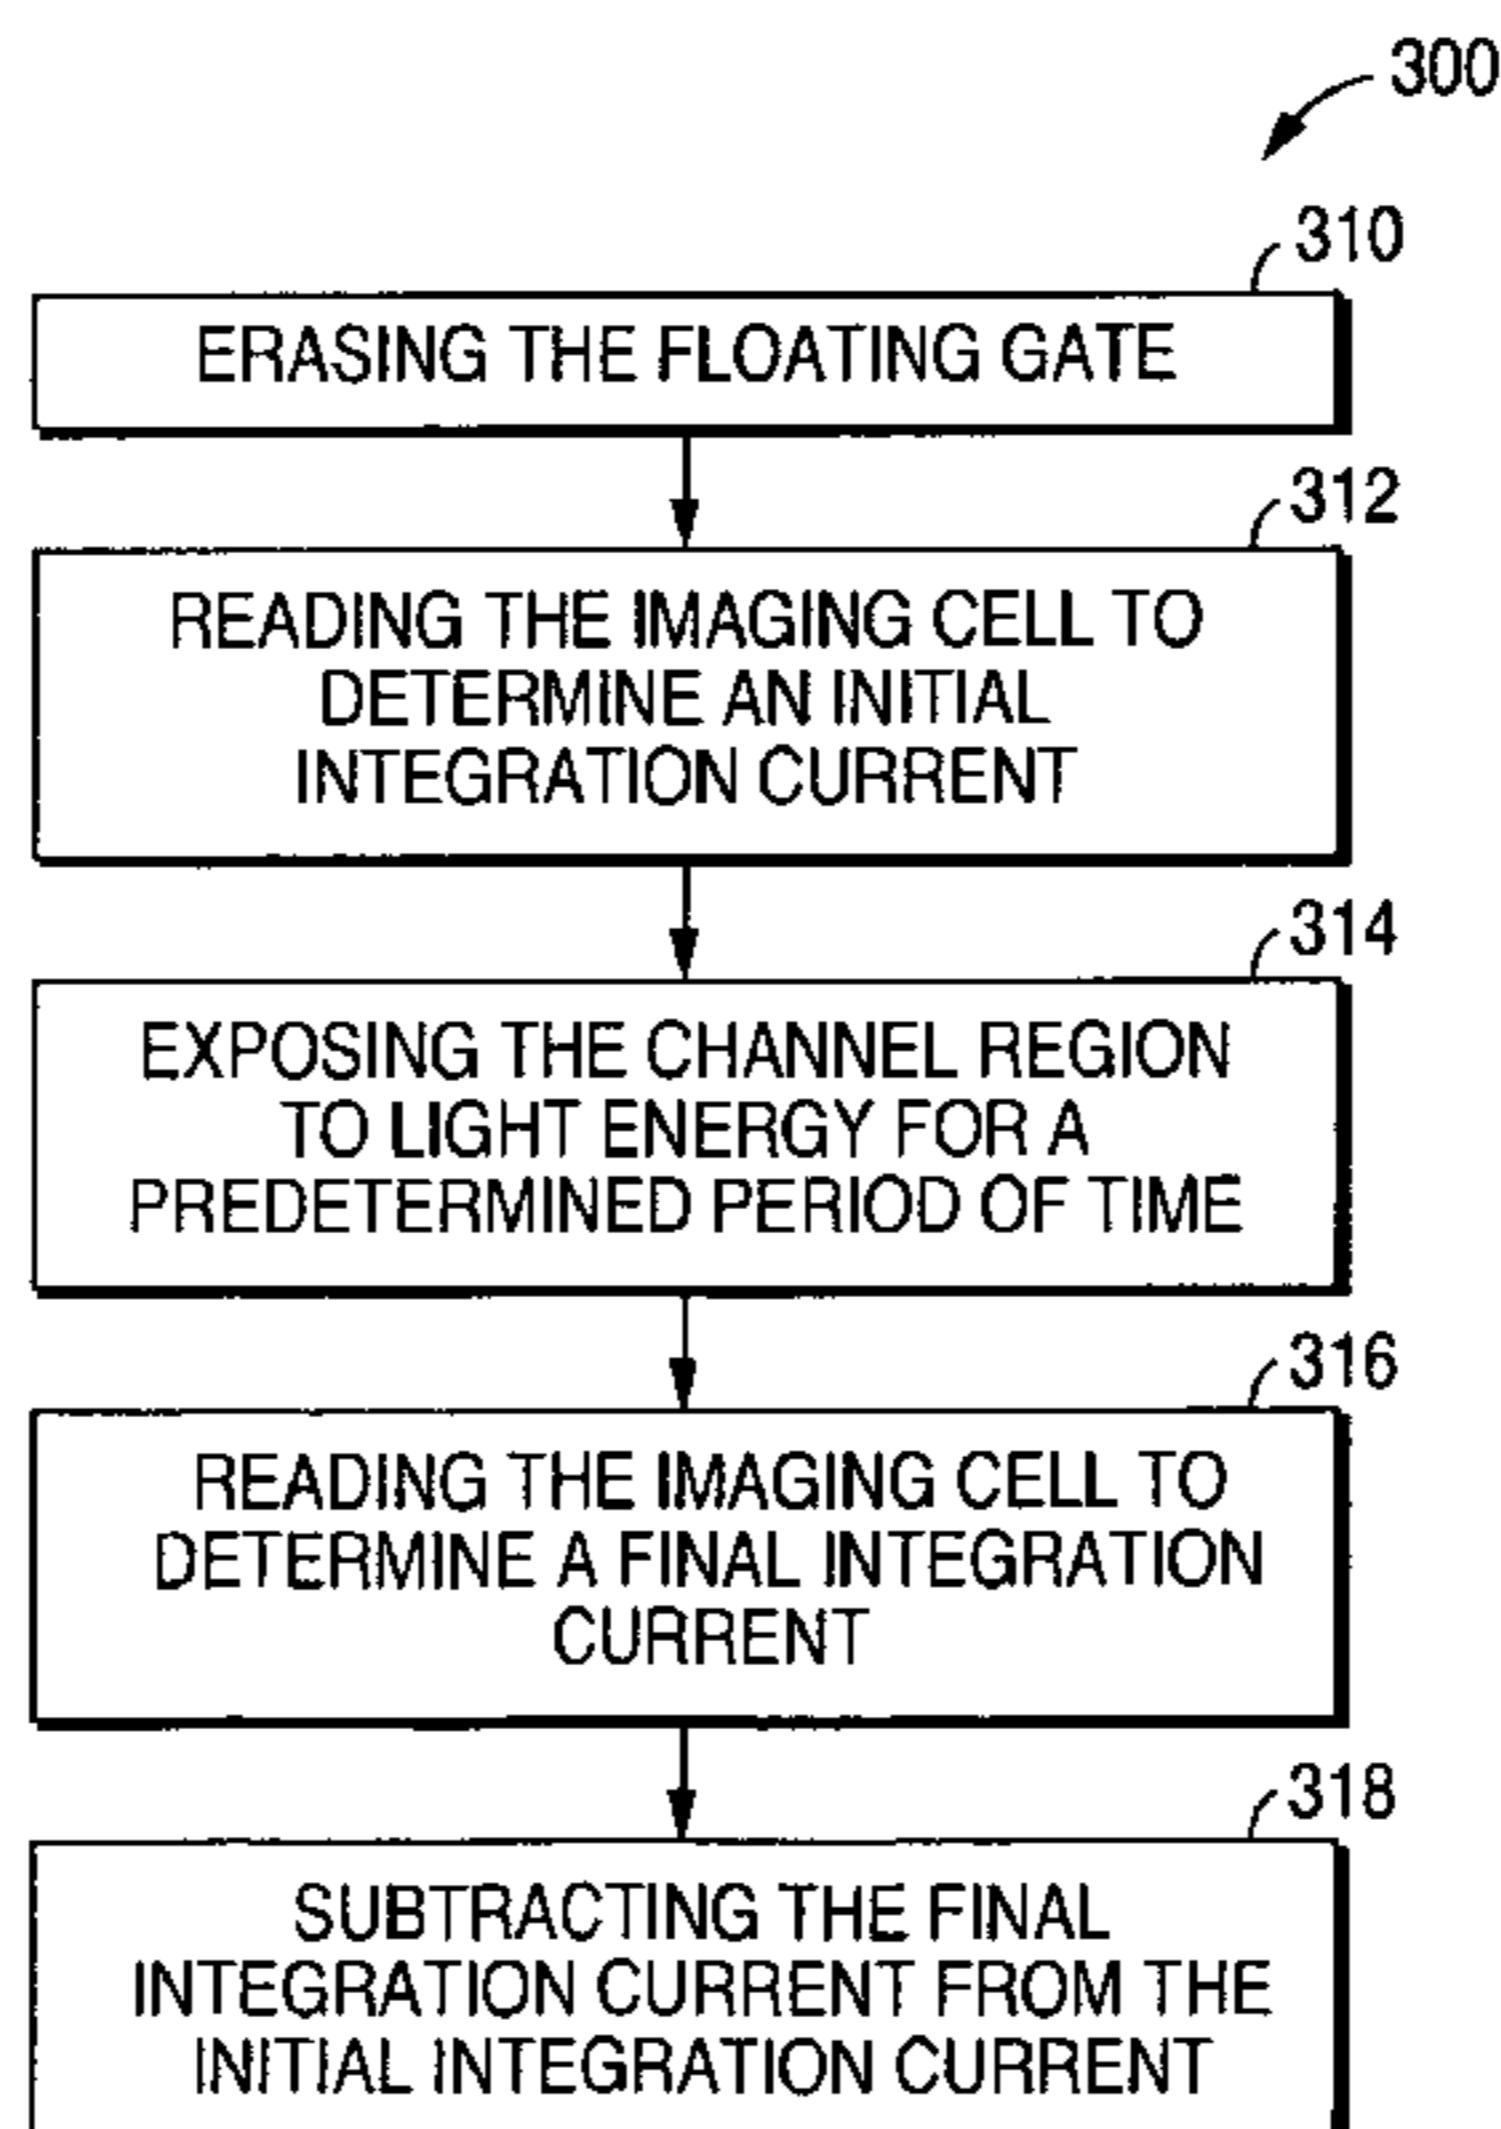 300
310
ERASING THE FLOATING GATE
312
READING THE IMAGING CELL TO
DETERMINE AN INITIAL
INTEGRATION CURRENT
314
EXPOSING THE CHANNEL REGION
TO LIGHT ENERGY FOR A
PREDETERMINED PERIOD OF TIME
316
READING THE IMAGING CELL TO
DETERMINE A FINAL INTEGRATION
CURRENT
318
SUBTRACTING THE FINAL
INTEGRATION CURRENT FROM THE
INITIAL INTEGRATION CURRENT